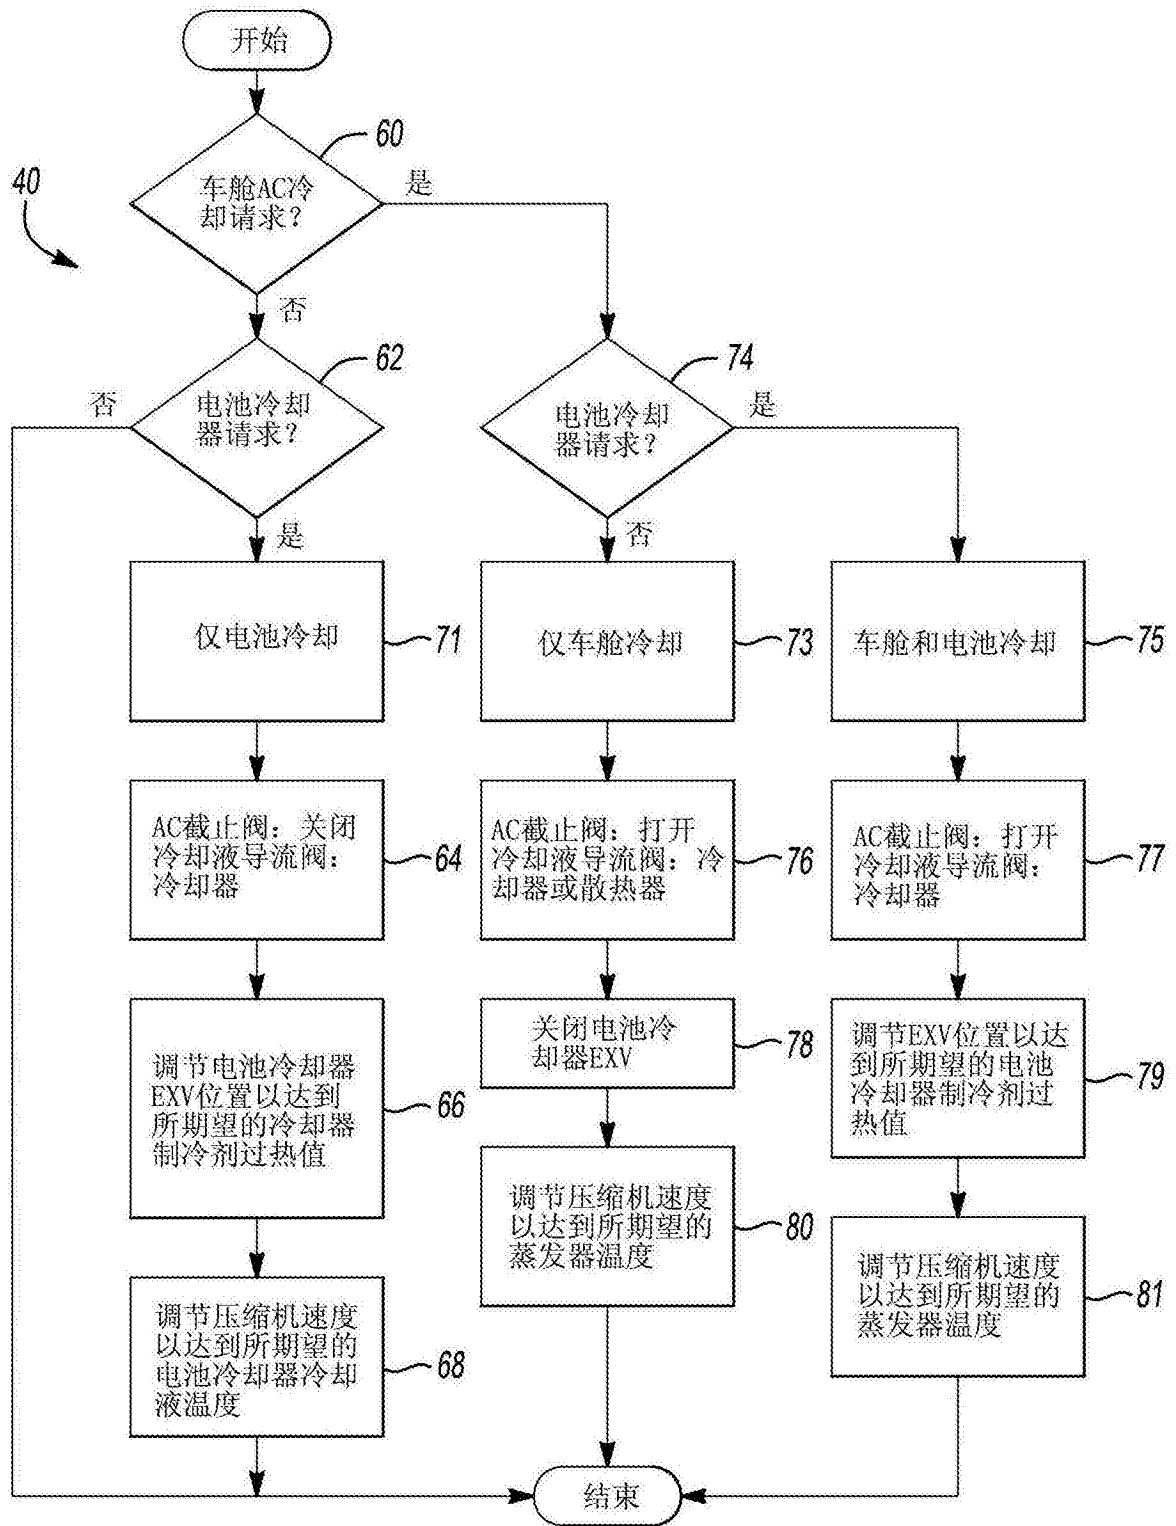 开始
60
40
车舱AC冷
却请求？
是
否
62
74
否
电池冷却
器请求？
电池冷却
器请求？
是
是
否
仅电池冷却
71
仅车舱冷却
73
车舱和电池冷却
75
AC截止阀：关闭
冷却液导流阀：
冷却器
64
AC截止阀：打开
冷却液导流阀：冷
却器或散热器
76
AC截止阀：打开
冷却液导流阀：
冷却器
77
调节电池冷却器
EXV位置以达到
所期望的冷却器
制冷剂过热值
66
关闭电池冷
却器EXV
78
调节EXV位置以达
到所期望的电池
冷却器制冷剂过
热值
79
调节压缩机速度
以达到所期望的
蒸发器温度
80
调节压缩机速度
以达到所期望的
电池冷却器冷却
液温度
68
调节压缩机速度
以达到所期望的
蒸发器温度
81
结束